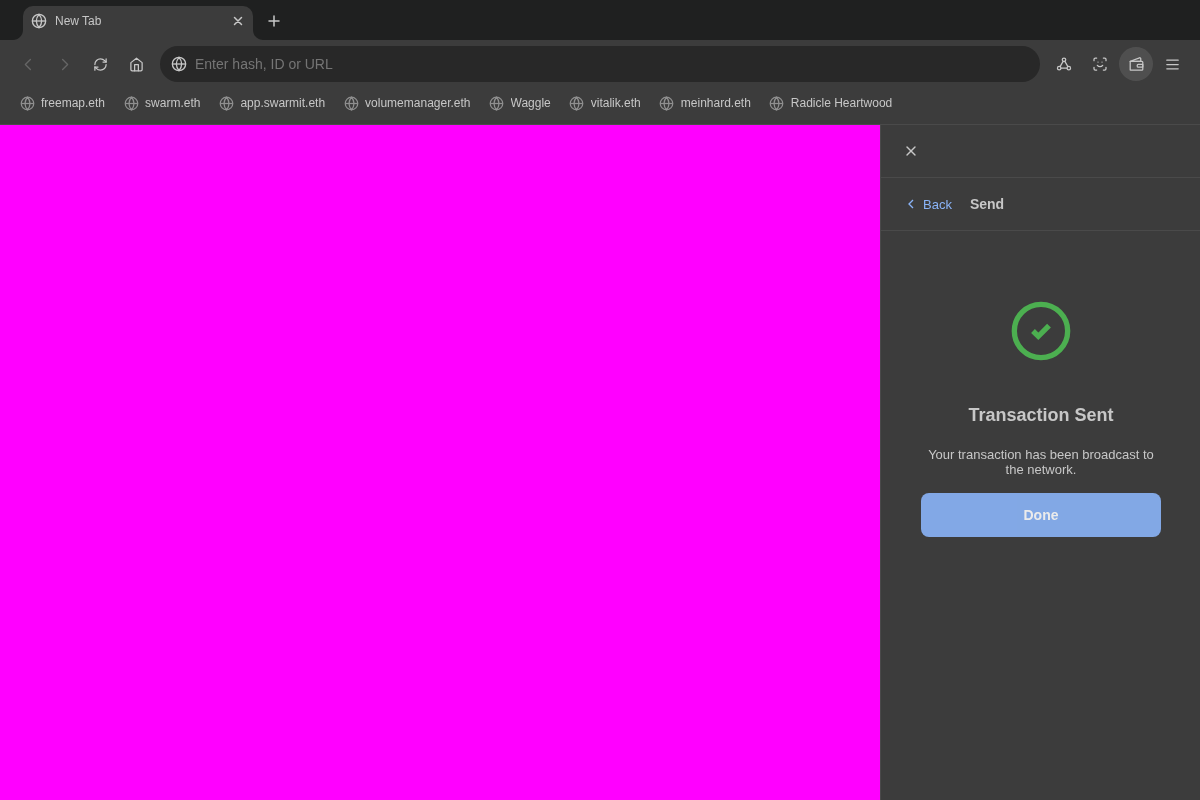 New Tab
Enter hash, ID or URL
freemap.eth swarm.eth app.swarmit.eth volumemanager.eth Waggle vitalik.eth meinhard.eth Radicle Heartwood
Back Send
Transaction Sent
Your transaction has been broadcast to
the network.
Done